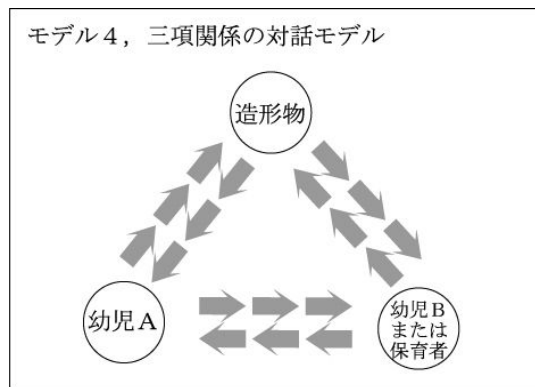 モデル４，三項関係の対話モデル
造形物
幼児Ａ
幼児Ｂ
または
保育者